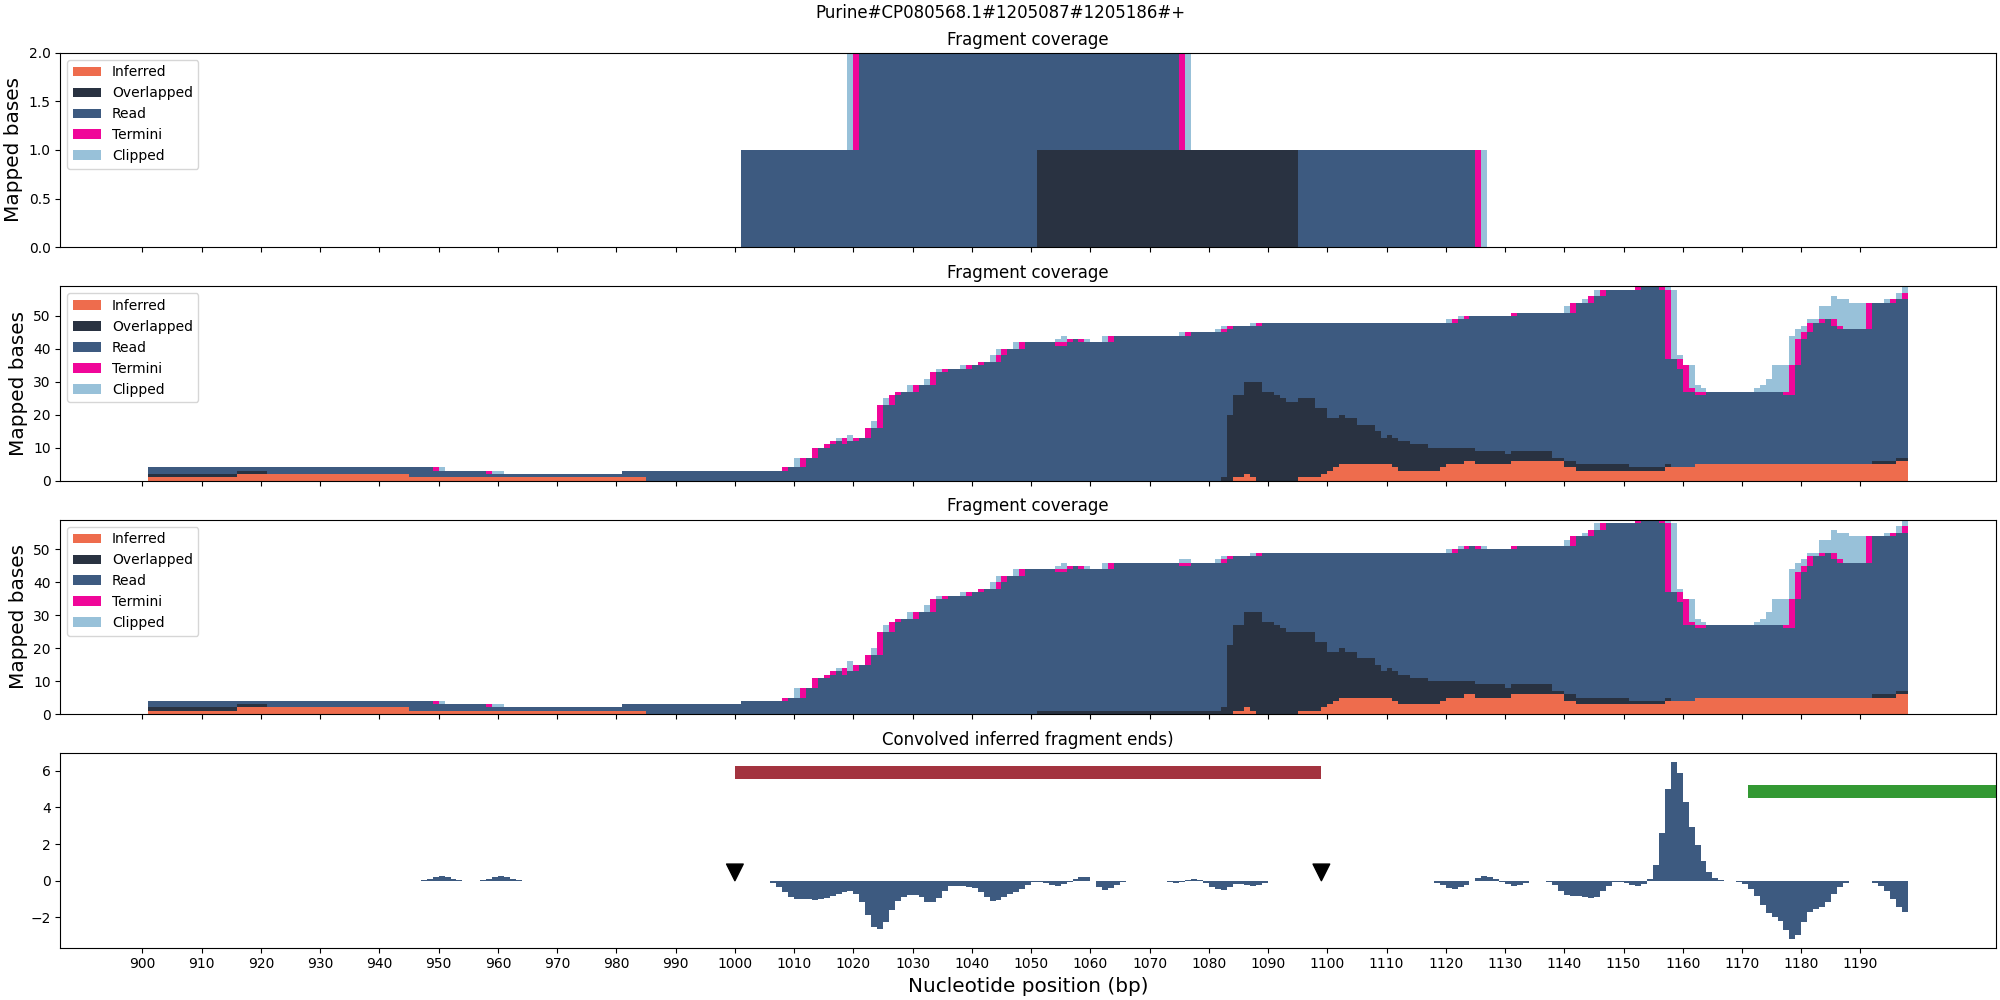 Purine#CP080568.1#1205087#1205186#+
Fragment coverage
Mapped bases
2.0
1.5
1.0
0.5
0.0
Inferred
Overlapped
Read
Termini
Clipped
Fragment coverage
Mapped bases
50
40
30
20
10
0
Inferred
Overlapped
Read
Termini
Clipped
Fragment coverage
Mapped bases
50
40
30
20
10
0
Inferred
Overlapped
Read
Termini
Clipped
Convolved inferred fragment ends)
6
4
2
0
−2
900 910 920 930 940 950 960 970 980 990 1000 1010 1020 1030 1040 1050 1060 1070 1080 1090 1100 1110 1120 1130 1140 1150 1160 1170 1180 1190
Nucleotide position (bp)